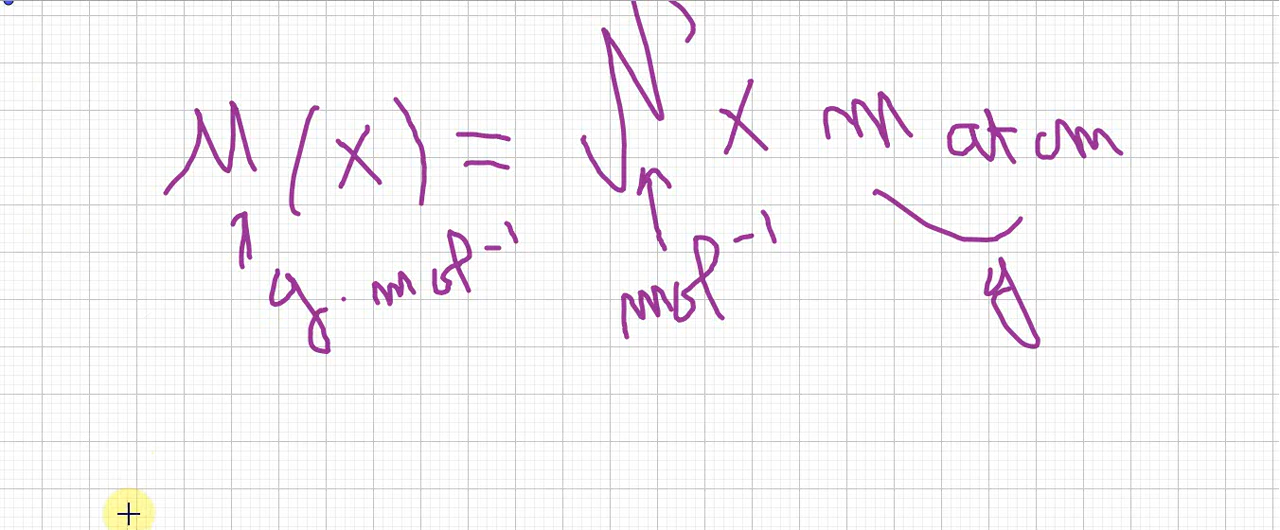 M(x) = N x m atom
g. mol⁻¹ mol⁻¹ g